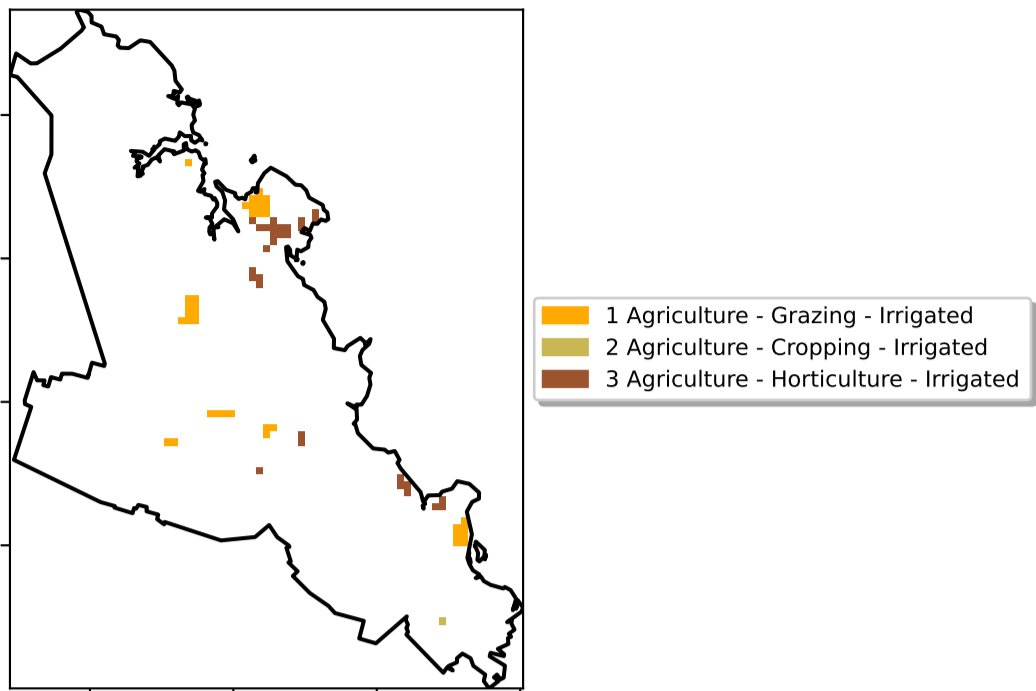 1 Agriculture - Grazing - Irrigated
2 Agriculture - Cropping - Irrigated
3 Agriculture - Horticulture - Irrigated